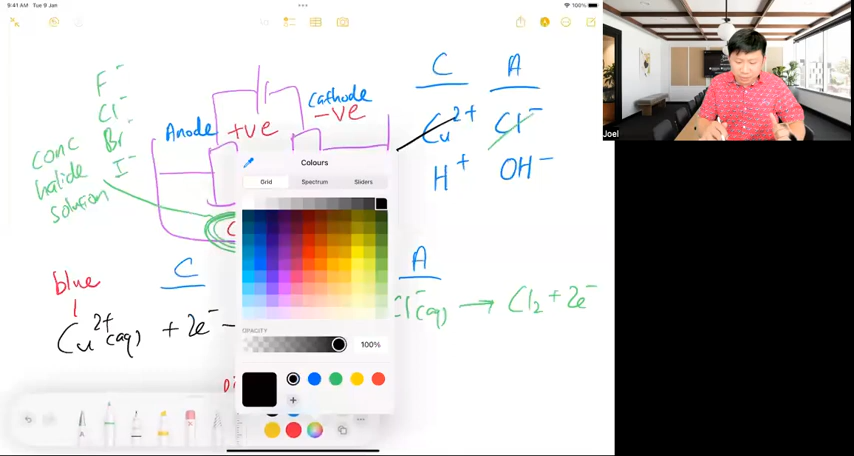 9:41 AM Tue 9 Jan
100%
F⁻
Cl⁻
Br⁻
I⁻
conc
halide
solution
Anode
+ve
Cathode
-ve
C A
Cu²⁺ Cl⁻
H⁺ OH⁻
Colours
Grid Spectrum Sliders
OPACITY
100%
blue
C
A
Cu²⁺(aq) + 2e⁻
Cl⁻(aq) → Cl₂ + 2e⁻
Joel